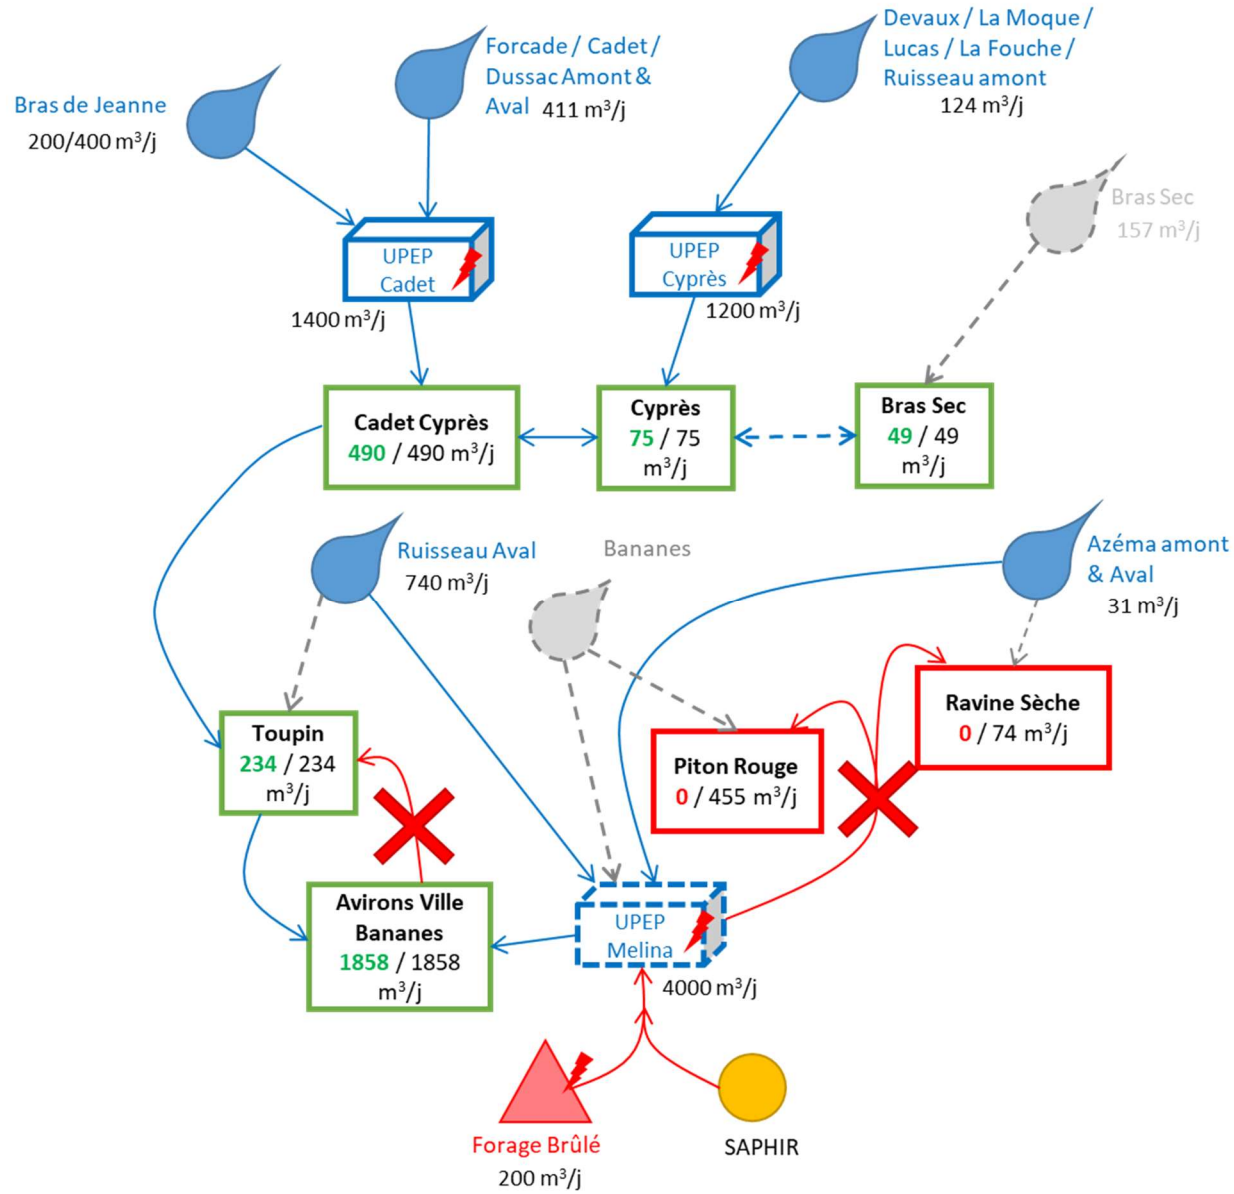 Forcade / Cadet /
Dussac Amont &
Aval 411 m³/j
Devaux / La Moque /
Lucas / La Fouche /
Ruisseau amont
124 m³/j
Bras de Jeanne
200/400 m³/j
Bras Sec
157 m³/j
UPEP
Cadet
1400 m³/j
UPEP
Cyprès
1200 m³/j
Cadet Cyprès
490 / 490 m³/j
Cyprès
75 / 75
m³/j
Bras Sec
49 / 49
m³/j
Ruisseau Aval
740 m³/j
Bananes
Azéma amont
& Aval
31 m³/j
Toupin
234 / 234
m³/j
Piton Rouge
0 / 455 m³/j
Ravine Sèche
0 / 74 m³/j
Avirons Ville
Bananes
1858 / 1858
m³/j
UPEP
Melina
4000 m³/j
Forage Brûlé
200 m³/j
SAPHIR